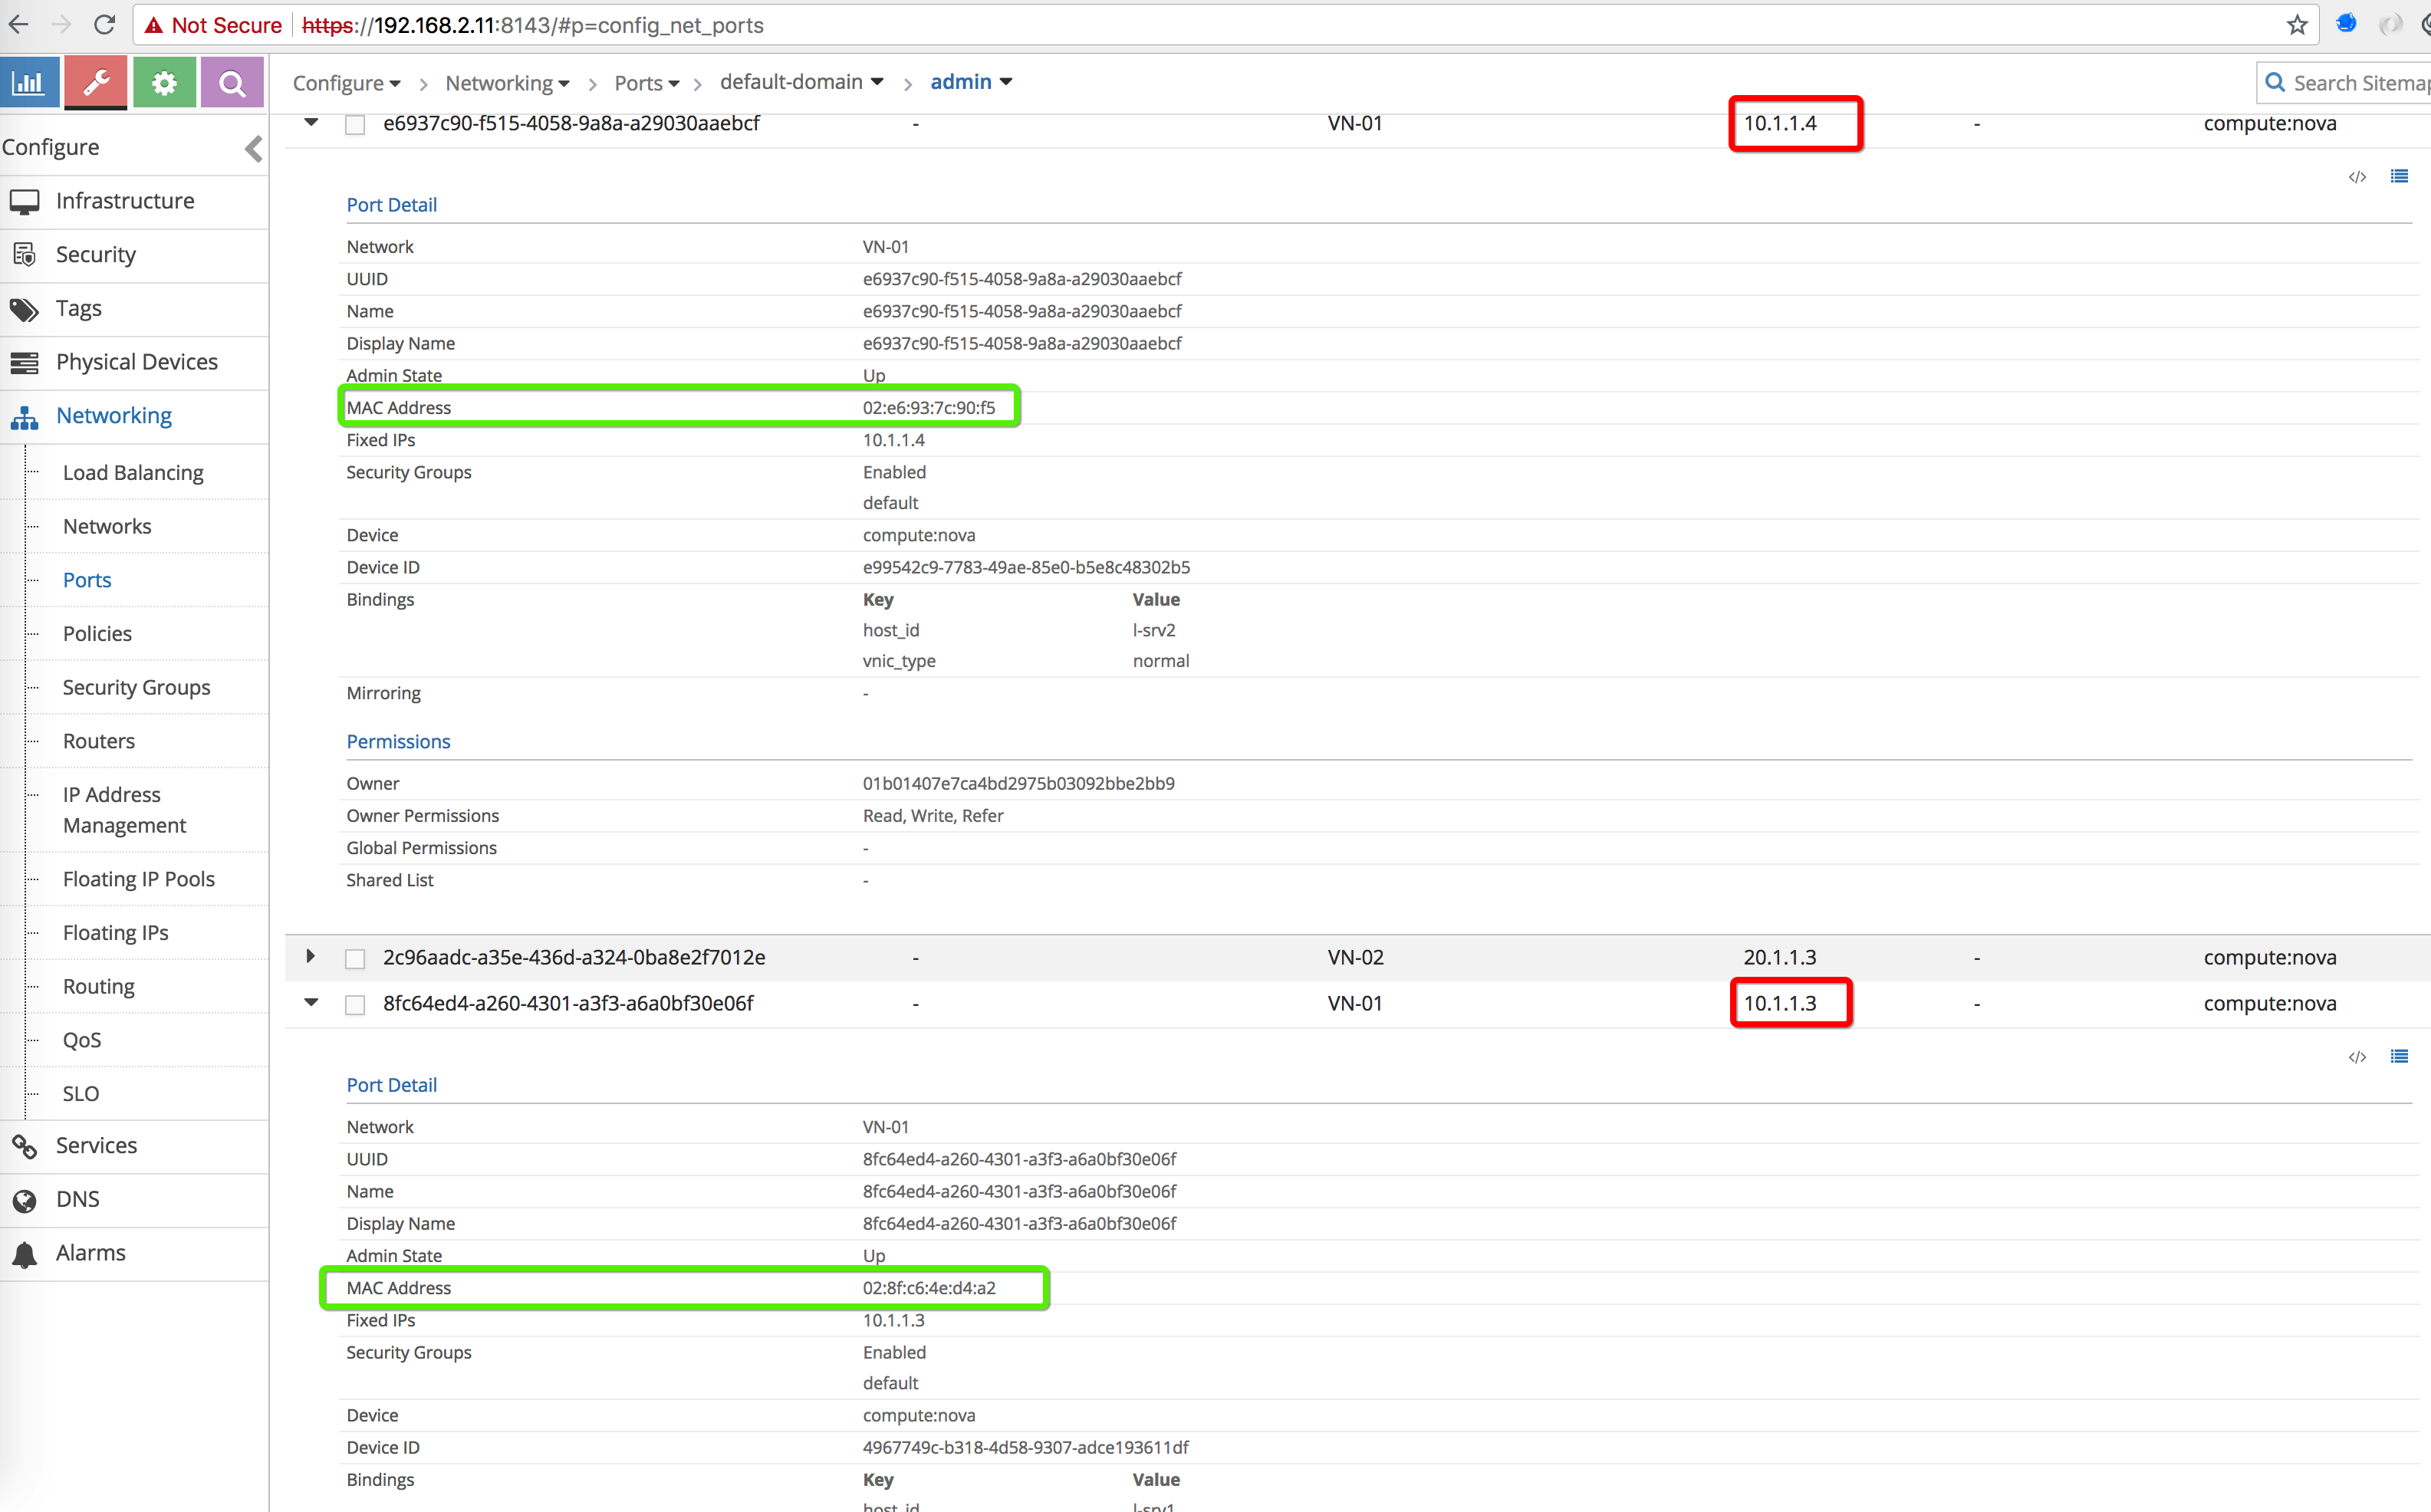 Not Secure https://192.168.2.11:8143/#p=config_net_ports
Configure > Networking > Ports > default-domain > admin
Search Sitemap
Configure
Infrastructure
Security
Tags
Physical Devices
Networking
Load Balancing
Networks
Ports
Policies
Security Groups
Routers
IP Address
Management
Floating IP Pools
Floating IPs
Routing
QoS
SLO
Services
DNS
Alarms
e6937c90-f515-4058-9a8a-a29030aaebcf - VN-01 10.1.1.4 - compute:nova
</>
Port Detail
Network VN-01
UUID e6937c90-f515-4058-9a8a-a29030aaebcf
Name e6937c90-f515-4058-9a8a-a29030aaebcf
Display Name e6937c90-f515-4058-9a8a-a29030aaebcf
Admin State Up
MAC Address 02:e6:93:7c:90:f5
Fixed IPs 10.1.1.4
Security Groups Enabled
default
Device compute:nova
Device ID e99542c9-7783-49ae-85e0-b5e8c48302b5
Bindings Key Value
host_id l-srv2
vnic_type normal
Mirroring -
Permissions
Owner 01b01407e7ca4bd2975b03092bbe2bb9
Owner Permissions Read, Write, Refer
Global Permissions -
Shared List -
2c96aadc-a35e-436d-a324-0ba8e2f7012e - VN-02 20.1.1.3 - compute:nova
8fc64ed4-a260-4301-a3f3-a6a0bf30e06f - VN-01 10.1.1.3 - compute:nova
</>
Port Detail
Network VN-01
UUID 8fc64ed4-a260-4301-a3f3-a6a0bf30e06f
Name 8fc64ed4-a260-4301-a3f3-a6a0bf30e06f
Display Name 8fc64ed4-a260-4301-a3f3-a6a0bf30e06f
Admin State Up
MAC Address 02:8f:c6:4e:d4:a2
Fixed IPs 10.1.1.3
Security Groups Enabled
default
Device compute:nova
Device ID 4967749c-b318-4d58-9307-adce193611df
Bindings Key Value
host_id l-srv1